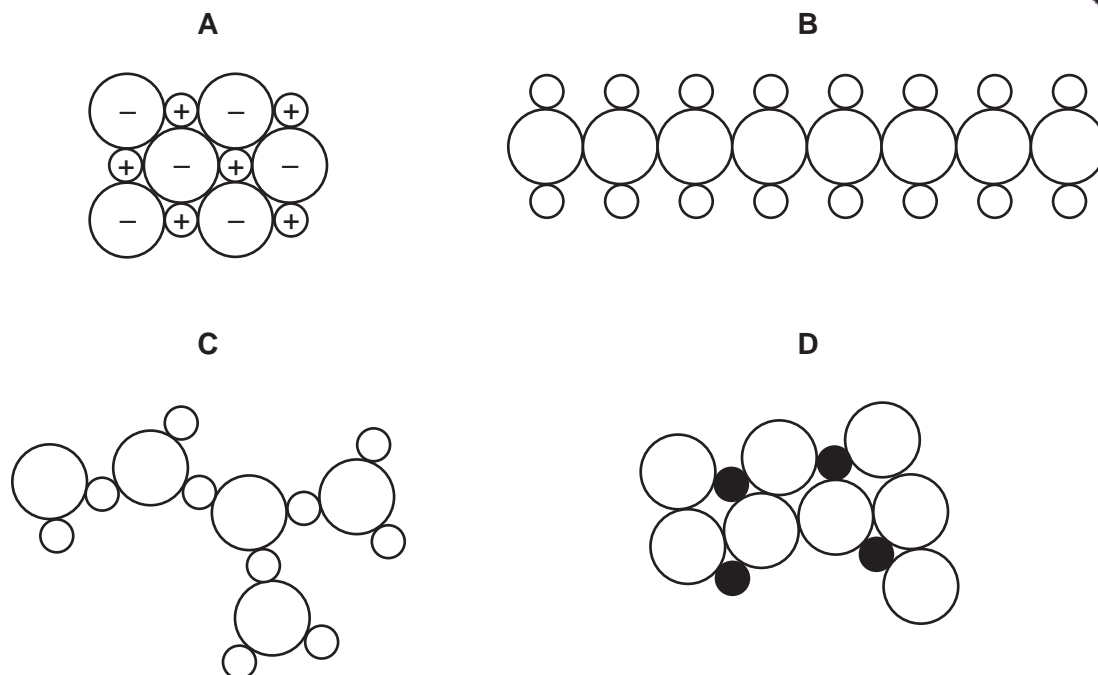 A
B
− + − +
+ − + −
− + − +
C
D